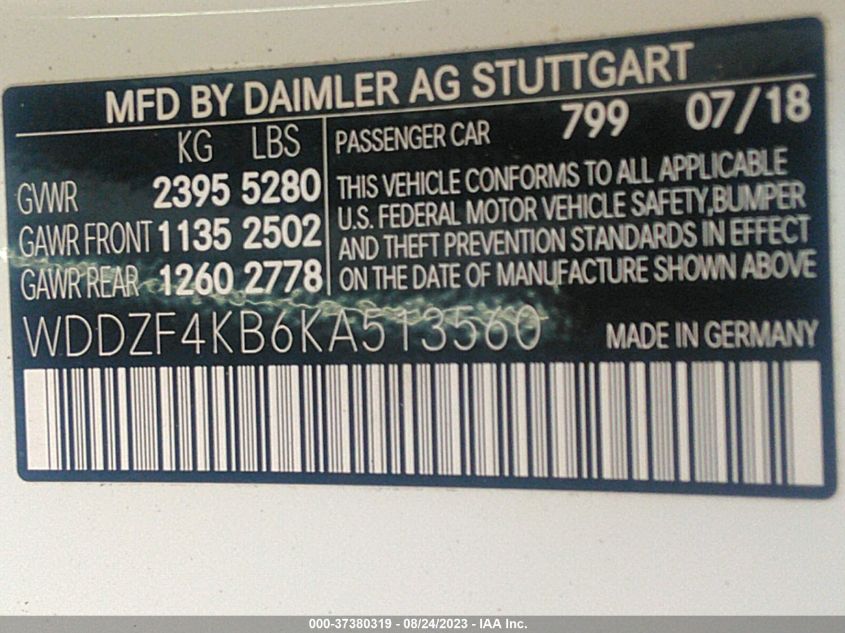 MFD BY DAIMLER AG STUTTGART
KG LBS
GVWR 2395 5280
GAWR FRONT 1135 2502
GAWR REAR 1260 2778
PASSENGER CAR 799 07/18
THIS VEHICLE CONFORMS TO ALL APPLICABLE
U.S. FEDERAL MOTOR VEHICLE SAFETY,BUMPER
AND THEFT PREVENTION STANDARDS IN EFFECT
ON THE DATE OF MANUFACTURE SHOWN ABOVE
WDDZF4KB6KA513560 MADE IN GERMANY
000-37380319 - 08/24/2023 - IAA Inc.